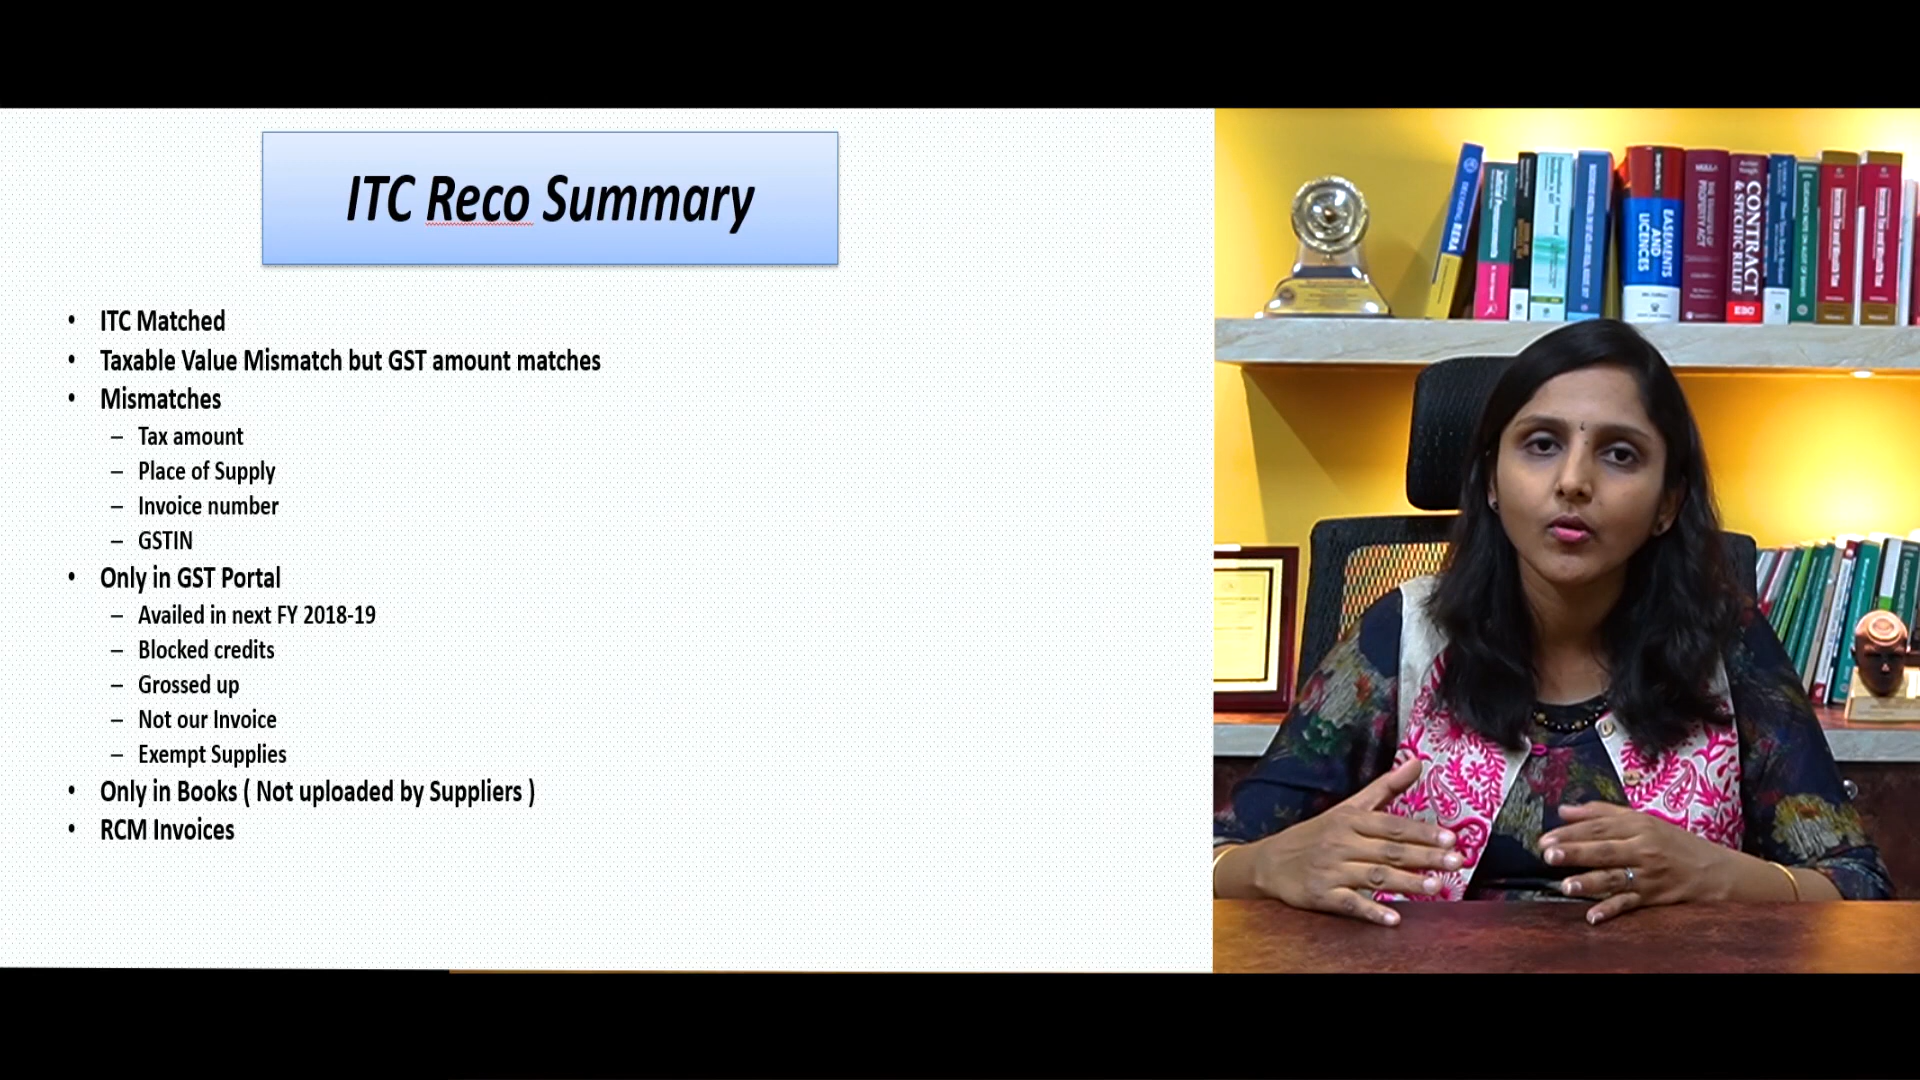 ITC Reco Summary
• ITC Matched
• Taxable Value Mismatch but GST amount matches
• Mismatches
– Tax amount
– Place of Supply
– Invoice number
– GSTIN
• Only in GST Portal
– Availed in next FY 2018-19
– Blocked credits
– Grossed up
– Not our Invoice
– Exempt Supplies
• Only in Books ( Not uploaded by Suppliers )
• RCM Invoices
DECODING RERA
EASEMENTS
AND
LICENCES
CONTRACT
& SPECIFIC RELIEF